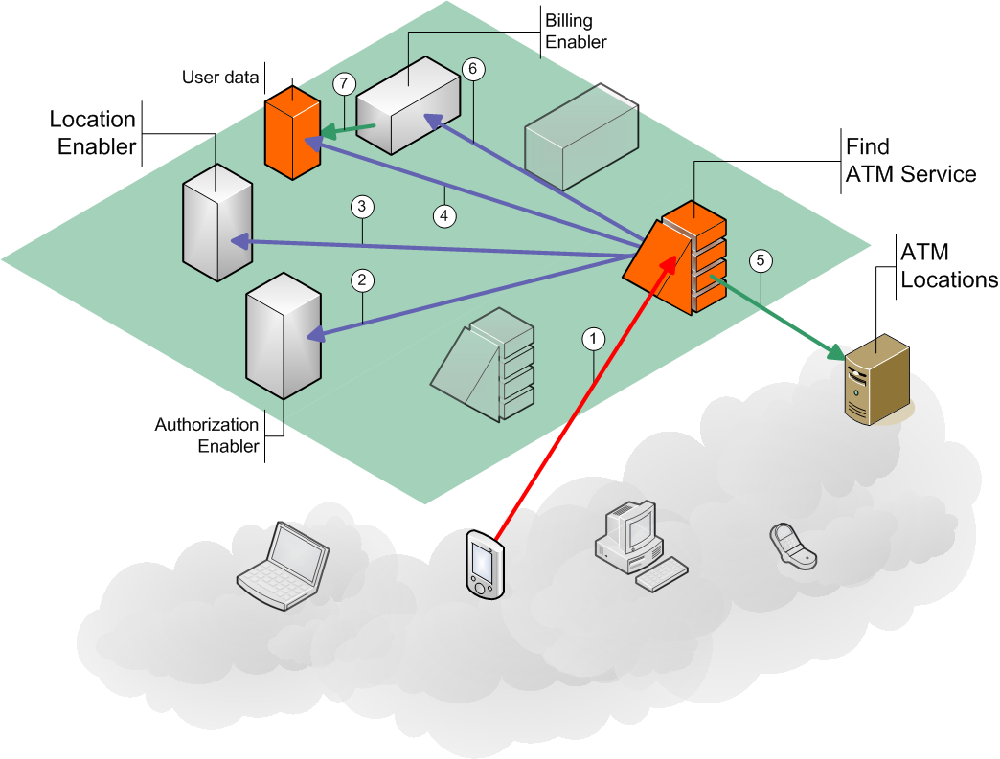 Billing
Enabler
User data
7
6
Location
Enabler
Find
ATM Service
3
4
ATM
Locations
5
2
1
Authorization
Enabler